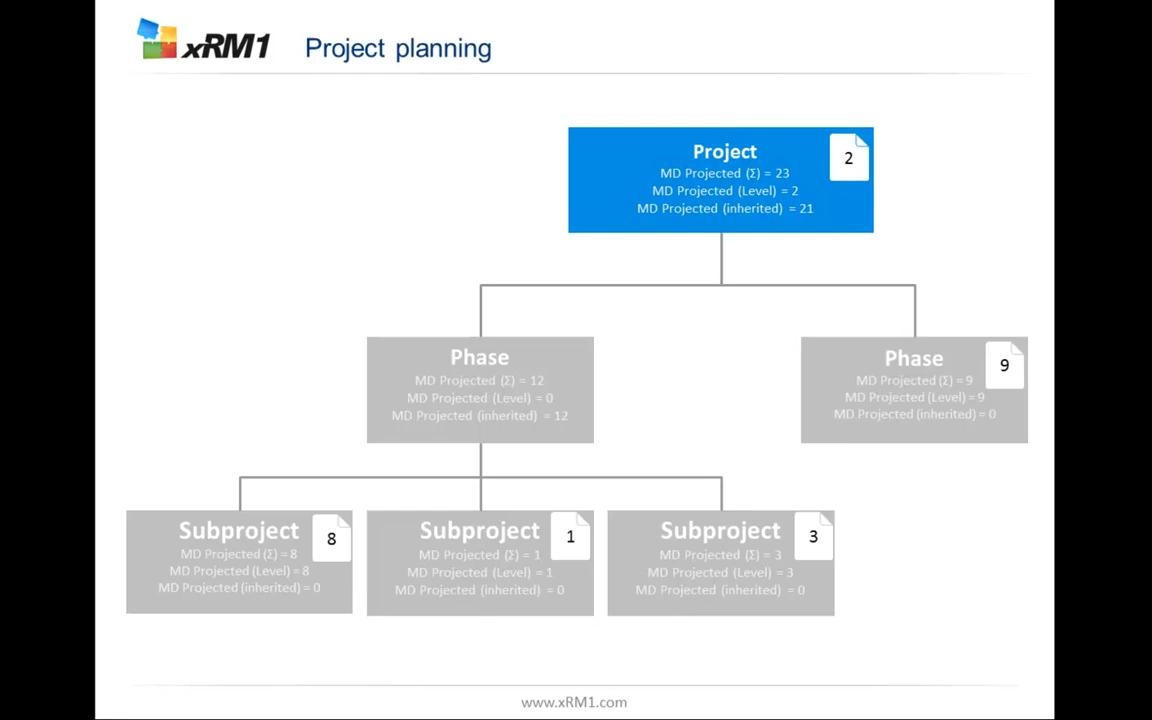 xRM1
Project planning
Project
2
MD Projected (Σ) = 23
MD Projected (Level) = 2
MD Projected (inherited) = 21
Phase
MD Projected (Σ) = 12
MD Projected (Level) = 0
MD Projected (inherited) = 12
Phase
9
MD Projected (Σ) = 9
MD Projected (Level) = 9
MD Projected (inherited) = 0
Subproject
8
MD Projected (Σ) = 8
MD Projected (Level) = 8
MD Projected (inherited) = 0
Subproject
1
MD Projected (Σ) = 1
MD Projected (Level) = 1
MD Projected (inherited) = 0
Subproject
3
MD Projected (Σ) = 3
MD Projected (Level) = 3
MD Projected (inherited) = 0
www.xRM1.com